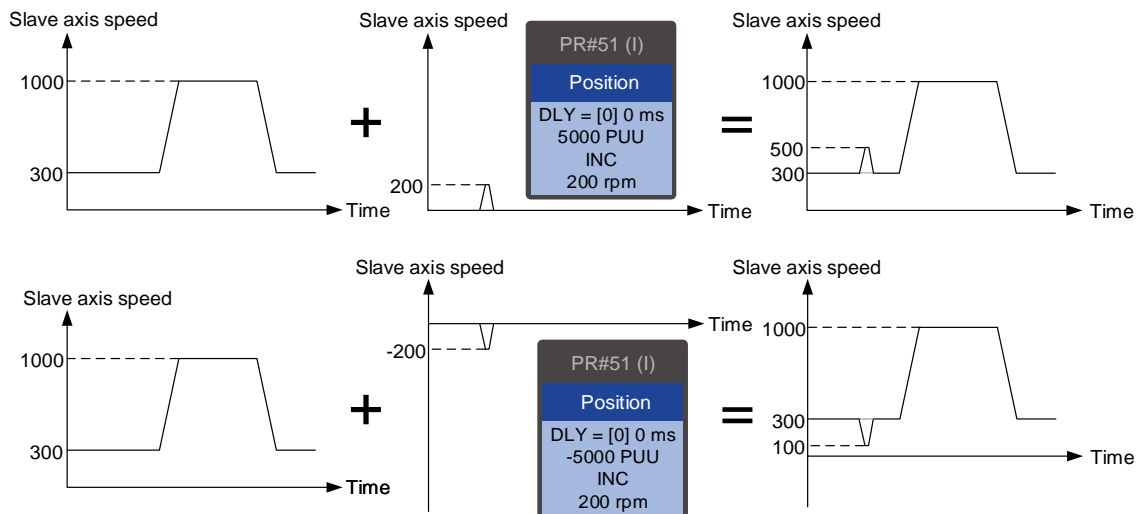 Slave axis speed
1000
300
Time
+
Slave axis speed
200
Time
PR#51 (I)
Position
DLY = [0] 0 ms
5000 PUU
INC
200 rpm
=
Slave axis speed
1000
500
300
Time
Slave axis speed
1000
300
Time
+
Slave axis speed
-200
Time
PR#51 (I)
Position
DLY = [0] 0 ms
-5000 PUU
INC
200 rpm
=
Slave axis speed
1000
300
100
Time